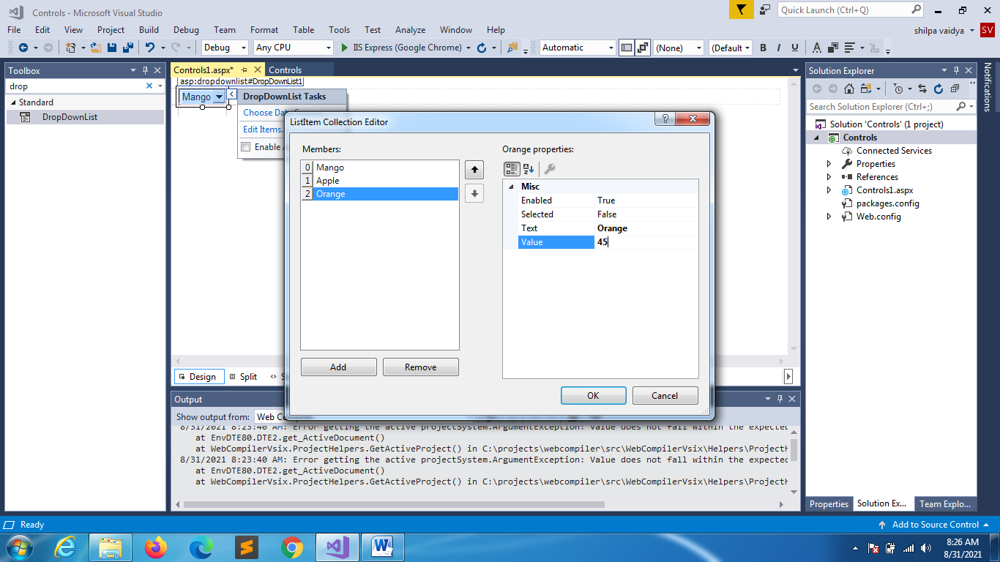 Controls - Microsoft Visual Studio
Quick Launch (Ctrl+Q)
File Edit View Project Build Debug Team Format Table Tools Test Analyze Window Help
shilpa vaidya SV
Debug Any CPU IIS Express (Google Chrome) Automatic (None) (Default B I U A
Toolbox
drop
Standard
DropDownList
Controls1.aspx* Controls
asp:dropdownlist#DropDownList1
Mango
DropDownList Tasks
Choose Data
Edit Items.
Enable
ListItem Collection Editor
Members:
0 Mango
1 Apple
2 Orange
Add Remove
Orange properties:
Misc
Enabled True
Selected False
Text Orange
Value 45
OK Cancel
Design Split
Output
Show output from: Web
8/31/2021 8:23:40 AM: Error getting the active projectSystem.ArgumentException: Value does not fall within the expected
at EnvDTE80.DTE2.get_ActiveDocument()
at WebCompilerVsix.ProjectHelpers.GetActiveProject() in C:\projects\webcompiler\src\WebCompilerVsix\Helpers\ProjectH
8/31/2021 8:23:40 AM: Error getting the active projectSystem.ArgumentException: Value does not fall within the expected
at EnvDTE80.DTE2.get_ActiveDocument()
at WebCompilerVsix.ProjectHelpers.GetActiveProject() in C:\projects\webcompiler\src\WebCompilerVsix\Helpers\ProjectH
Solution Explorer
Search Solution Explorer (Ctrl+;)
Solution 'Controls' (1 project)
Controls
Connected Services
Properties
References
Controls1.aspx
packages.config
Web.config
Properties Solution Ex... Team Explo...
Notifications
Ready
Add to Source Control
8:26 AM
8/31/2021